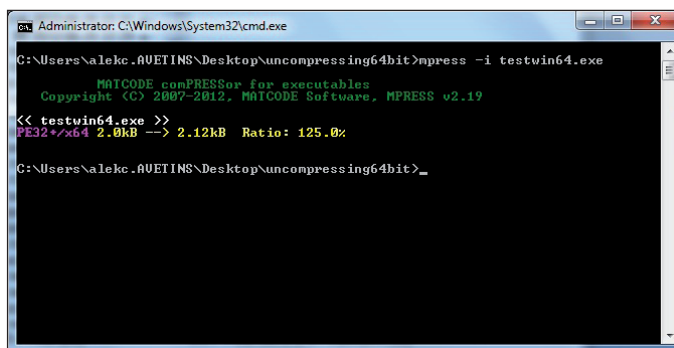 Administrator: C:\Windows\System32\cmd.exe
C:\Users\alekc.AVETINS\Desktop\uncompressing64bit>mpress -i testwin64.exe
MATCODE comPRESSor for executables
Copyright (C) 2007-2012, MATCODE Software, MPRESS v2.19
<< testwin64.exe >>
PE32+/x64 2.0kB --> 2.12kB Ratio: 125.0%
C:\Users\alekc.AVETINS\Desktop\uncompressing64bit>_